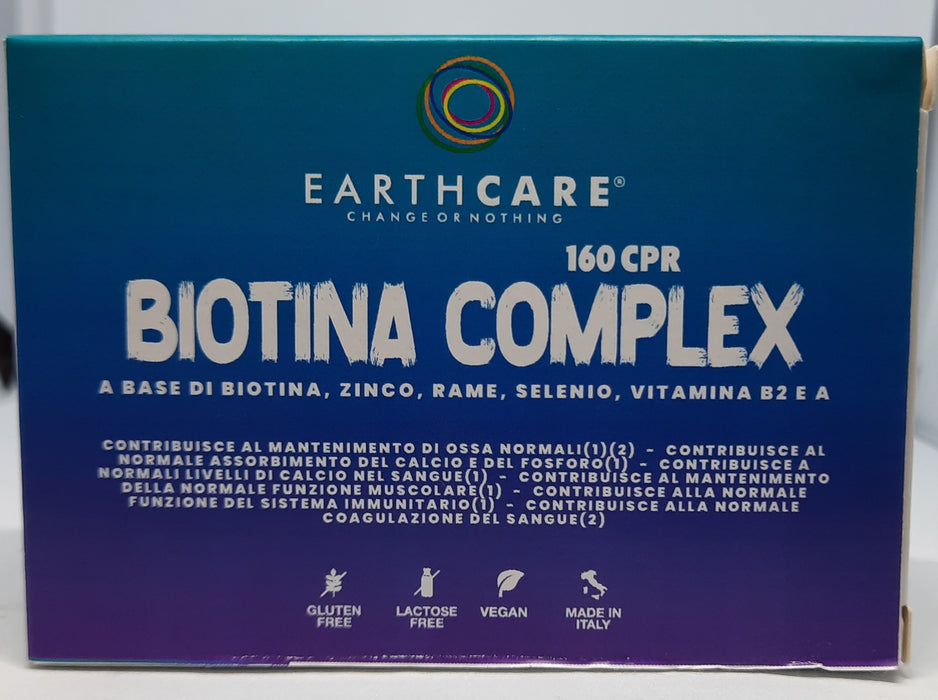 EARTHCARE®
CHANGE OR NOTHING
160 CPR
BIOTINA COMPLEX
A BASE DI BIOTINA, ZINCO, RAME, SELENIO, VITAMINA B2 E A
CONTRIBUISCE AL MANTENIMENTO DI OSSA NORMALI(1)(2) - CONTRIBUISCE AL
NORMALE ASSORBIMENTO DEL CALCIO E DEL FOSFORO(1) - CONTRIBUISCE A
NORMALI LIVELLI DI CALCIO NEL SANGUE(1) - CONTRIBUISCE AL MANTENIMENTO
DELLA NORMALE FUNZIONE MUSCOLARE(1) - CONTRIBUISCE ALLA NORMALE
FUNZIONE DEL SISTEMA IMMUNITARIO(1) - CONTRIBUISCE ALLA NORMALE
COAGULAZIONE DEL SANGUE(2)
GLUTEN
FREE
LACTOSE
FREE
VEGAN
MADE IN
ITALY